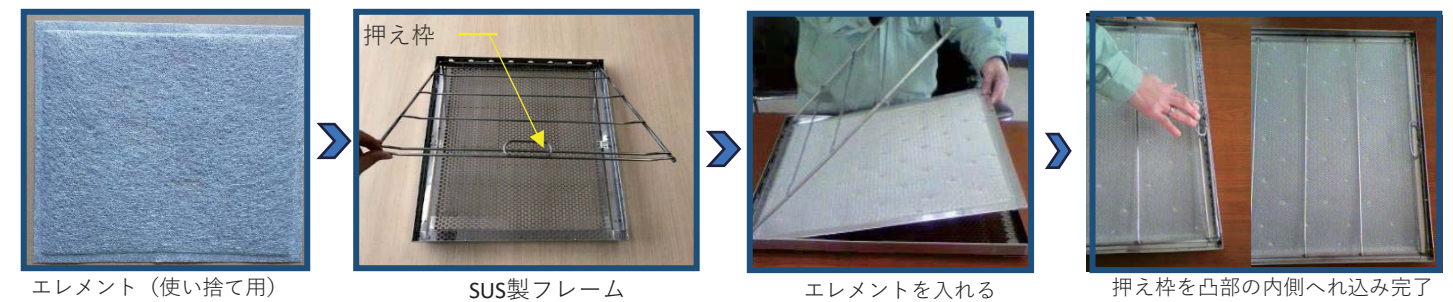 押え枠
エレメント（使い捨て用）
SUS製フレーム
エレメントを入れる
押え枠を凸部の内側へれ込み完了